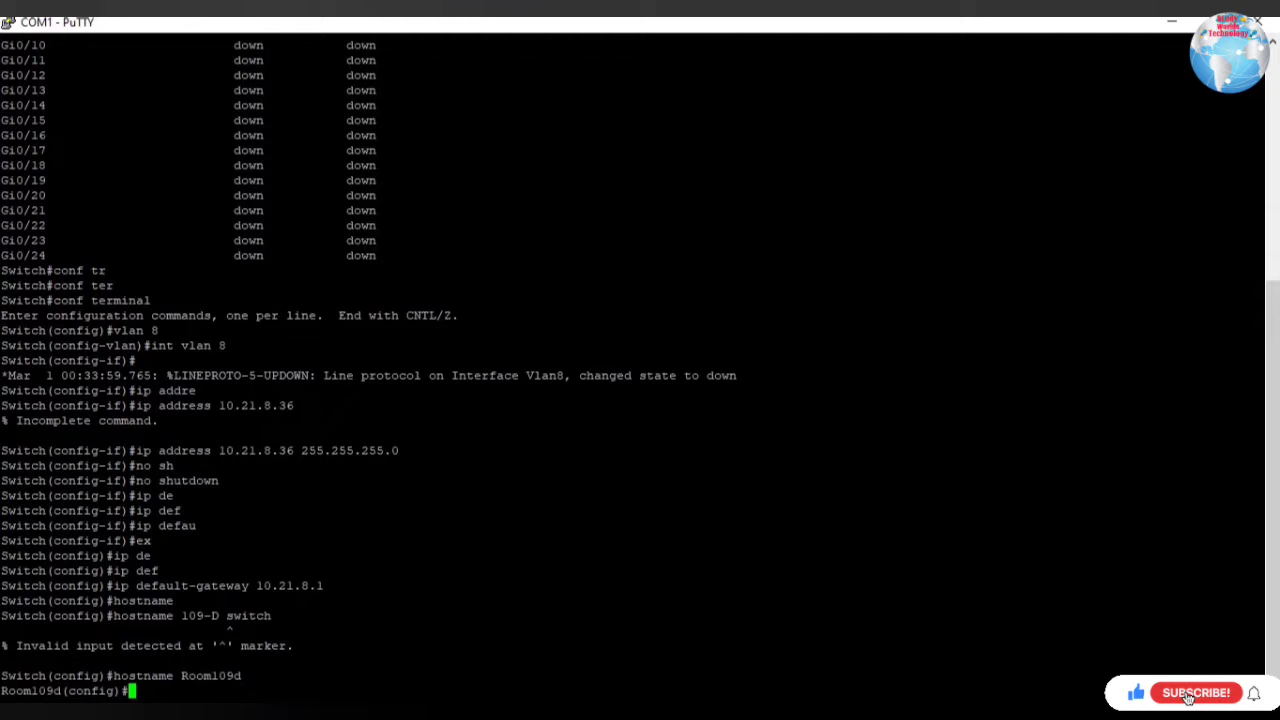 COM1 - PuTTY
Study
Worlds
Technology
Gi0/10 down down
Gi0/11 down down
Gi0/12 down down
Gi0/13 down down
Gi0/14 down down
Gi0/15 down down
Gi0/16 down down
Gi0/17 down down
Gi0/18 down down
Gi0/19 down down
Gi0/20 down down
Gi0/21 down down
Gi0/22 down down
Gi0/23 down down
Gi0/24 down down
Switch#conf tr
Switch#conf ter
Switch#conf terminal
Enter configuration commands, one per line. End with CNTL/Z.
Switch(config)#vlan 8
Switch(config-vlan)#int vlan 8
Switch(config-if)#
*Mar 1 00:33:59.765: %LINEPROTO-5-UPDOWN: Line protocol on Interface Vlan8, changed state to down
Switch(config-if)#ip addre
Switch(config-if)#ip address 10.21.8.36
% Incomplete command.
Switch(config-if)#ip address 10.21.8.36 255.255.255.0
Switch(config-if)#no sh
Switch(config-if)#no shutdown
Switch(config-if)#ip de
Switch(config-if)#ip def
Switch(config-if)#ip defau
Switch(config-if)#ex
Switch(config)#ip de
Switch(config)#ip def
Switch(config)#ip default-gateway 10.21.8.1
Switch(config)#hostname
Switch(config)#hostname 109-D switch
^
% Invalid input detected at '^' marker.
Switch(config)#hostname Room109d
Room109d(config)#
SUBSCRIBE!